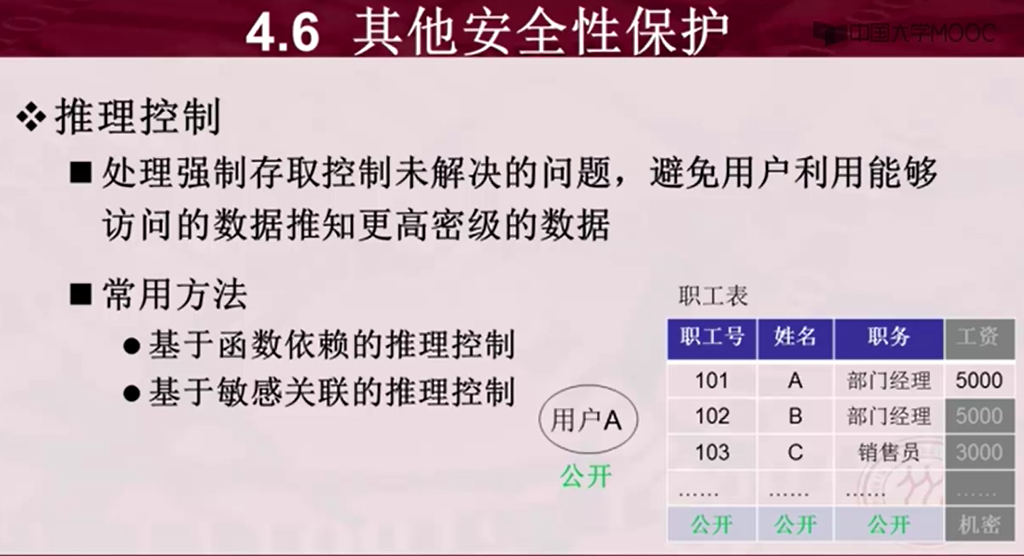 4.6 其他安全性保护
中国大学MOOC
推理控制
处理强制存取控制未解决的问题，避免用户利用能够
访问的数据推知更高密级的数据
常用方法
基于函数依赖的推理控制
基于敏感关联的推理控制
用户A
公开
职工表
职工号 姓名 职务 工资
101 A 部门经理 5000
102 B 部门经理 5000
103 C 销售员 3000
…… …… …… ……
公开 公开 公开 机密